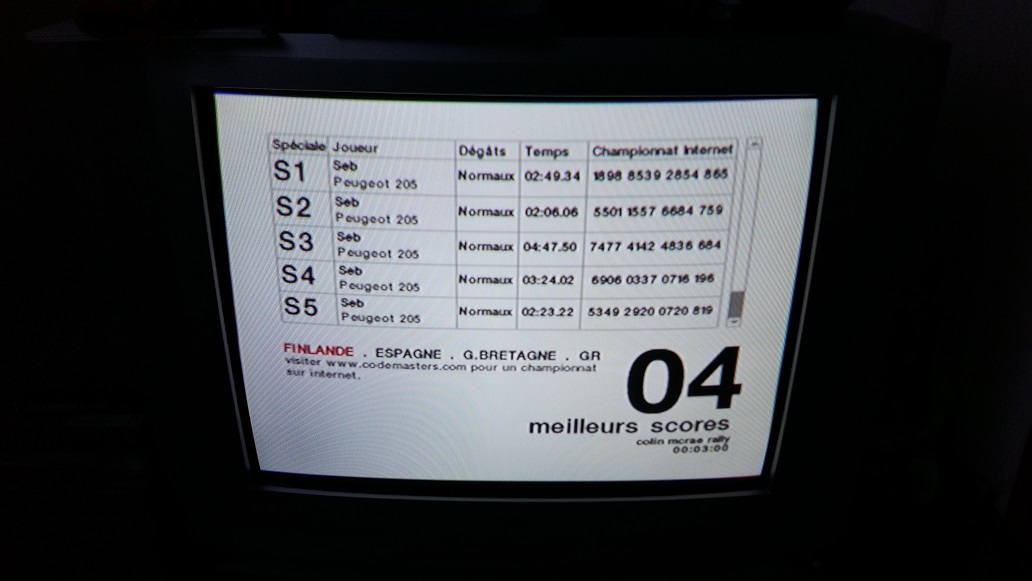 Spéciale Joueur Dégâts Temps Championnat Internet
S1 Seb Peugeot 205 Normaux 02:49.34 1898 8539 2854 865
S2 Seb Peugeot 205 Normaux 02:06.06 5501 1557 6684 759
S3 Seb Peugeot 205 Normaux 04:47.50 7477 4142 4836 684
S4 Seb Peugeot 205 Normaux 03:24.02 6906 0337 0716 196
S5 Seb Peugeot 205 Normaux 02:23.22 5349 2920 0720 819
FINLANDE . ESPAGNE . G.BRETAGNE . GR
visiter www.codemasters.com pour un championnat
sur internet.
04
meilleurs scores
colin mcrae rally
00:03:00